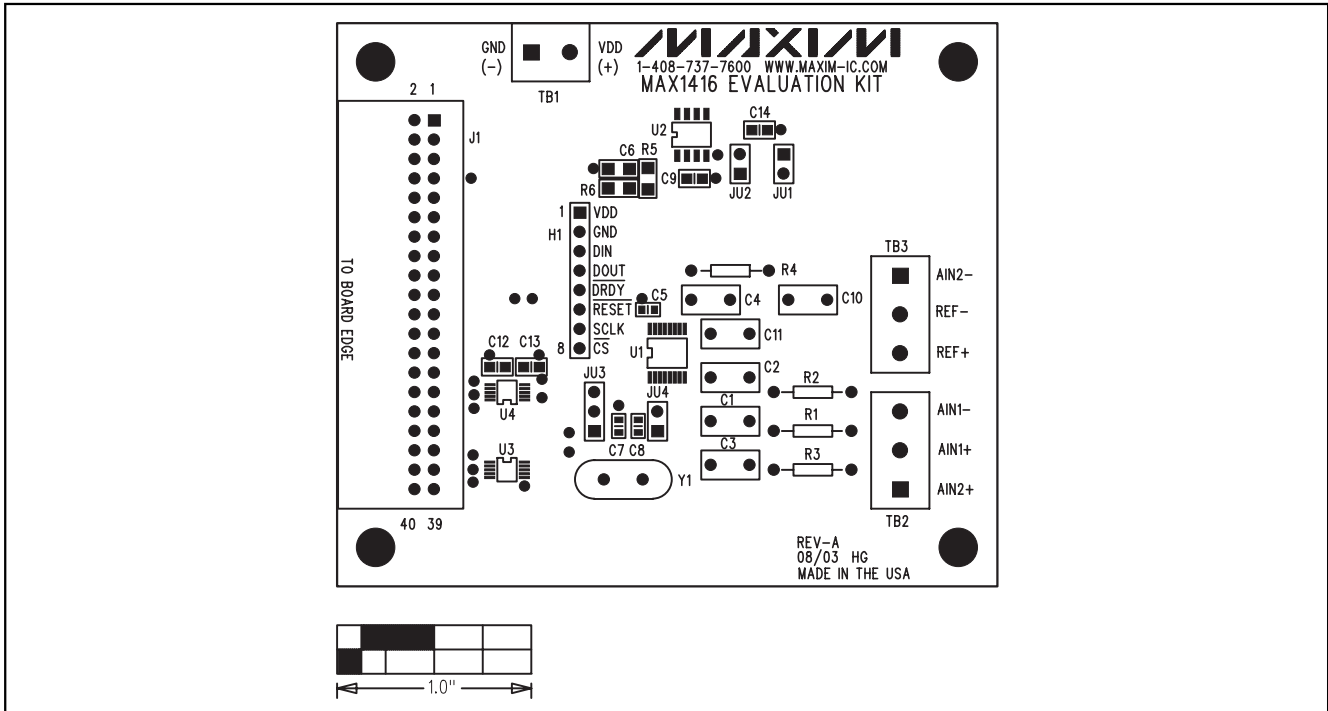 GND
(-)
VDD
(+)
TB1
MAXIM
1-408-737-7600 WWW.MAXIM-IC.COM
MAX1416 EVALUATION KIT
2 1
J1
TO BOARD EDGE
40 39
U2
C14
C6 R5
R6
C9
JU2
JU1
1
H1
8
VDD
GND
DIN
DOUT
DRDY
RESET
SCLK
CS
C5
R4
C4
C10
C11
U1
C2
C1
C3
R2
R1
R3
TB3
AIN2-
REF-
REF+
AIN1-
AIN1+
AIN2+
TB2
C12 C13
U4
U3
JU3
JU4
C7 C8
Y1
REV-A
08/03 HG
MADE IN THE USA
1.0"